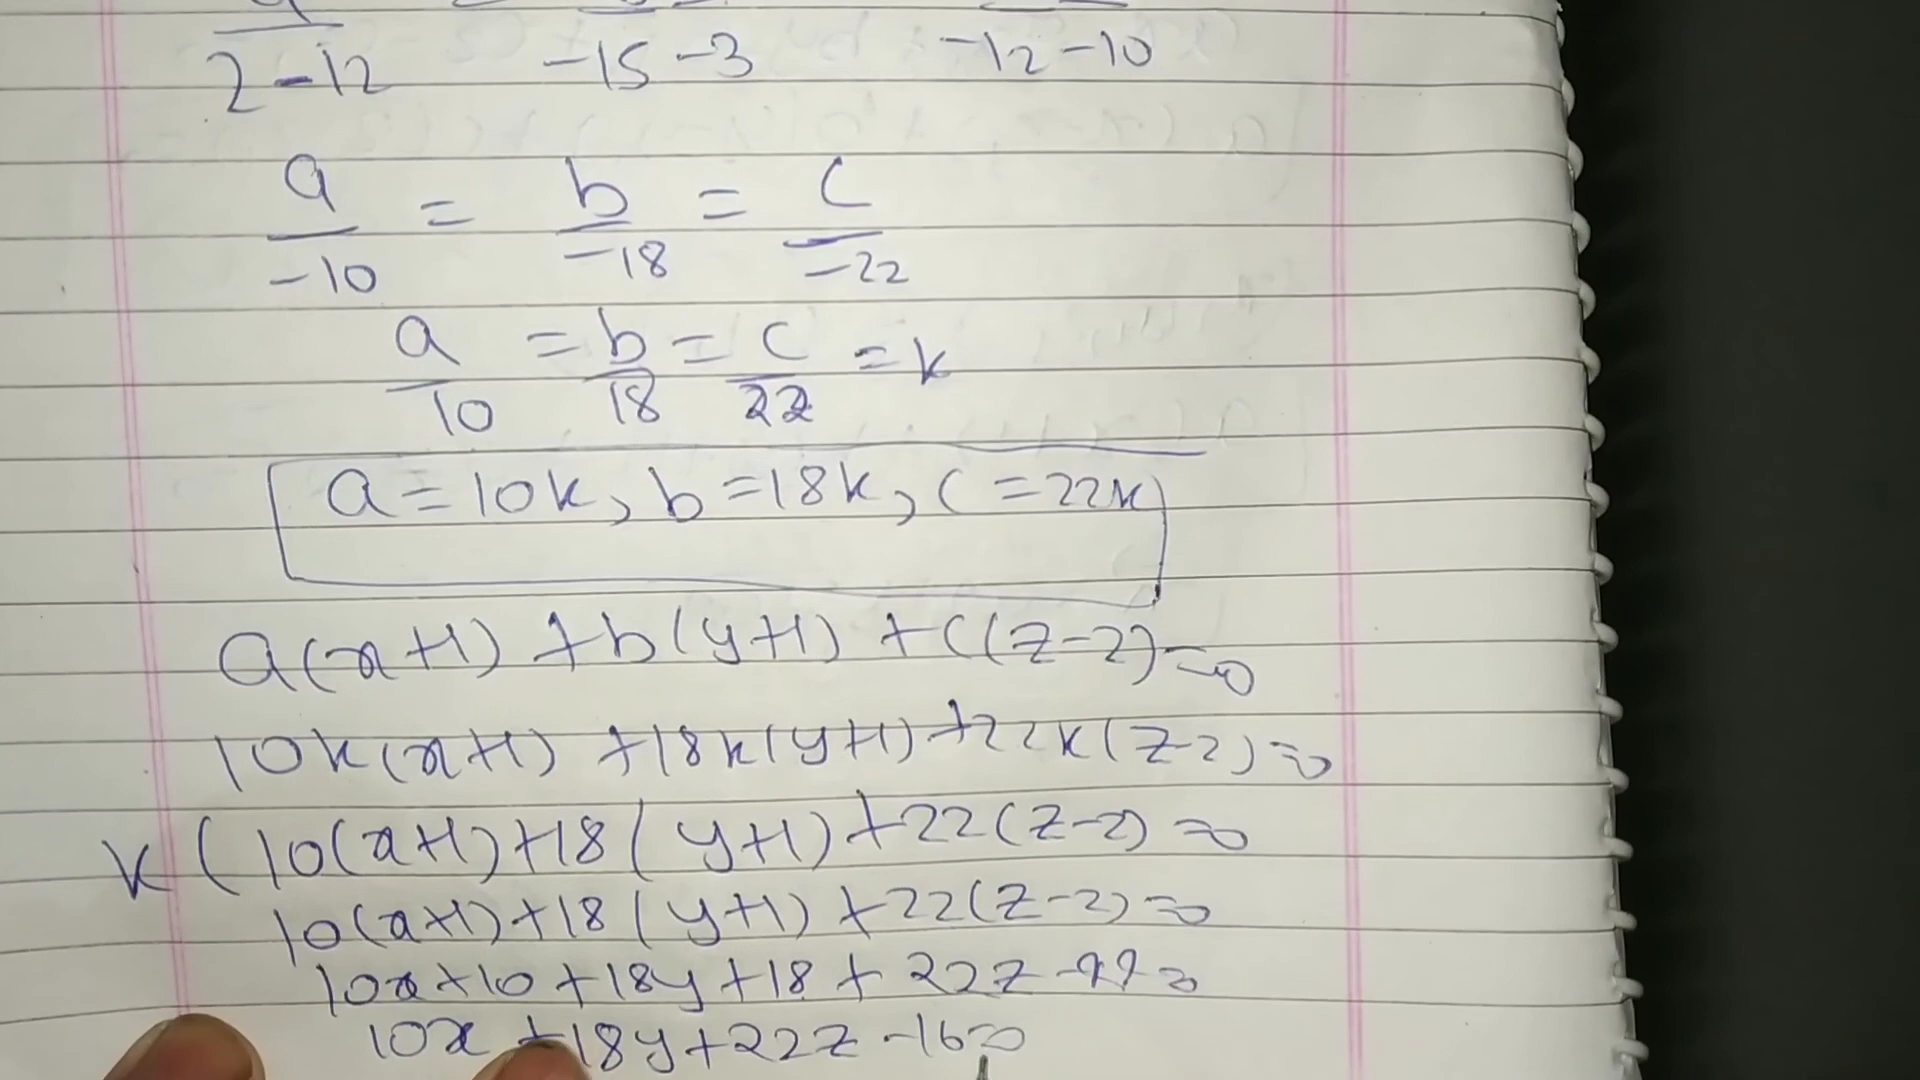 2-12 -15-3 -12-10
a/-10 = b/-18 = c/-22
a/10 = b/18 = c/22 = k
a=10k, b=18k, c=22k
a(x+1)+b(y+1)+c(z-2)=0
10k(x+1)+18k(y+1)+22k(z-2)=0
k(10(x+1)+18(y+1)+22(z-2)=0
10(x+1)+18(y+1)+22(z-2)=0
10x+10+18y+18+22z-44=0
10x+18y+22z-16=0